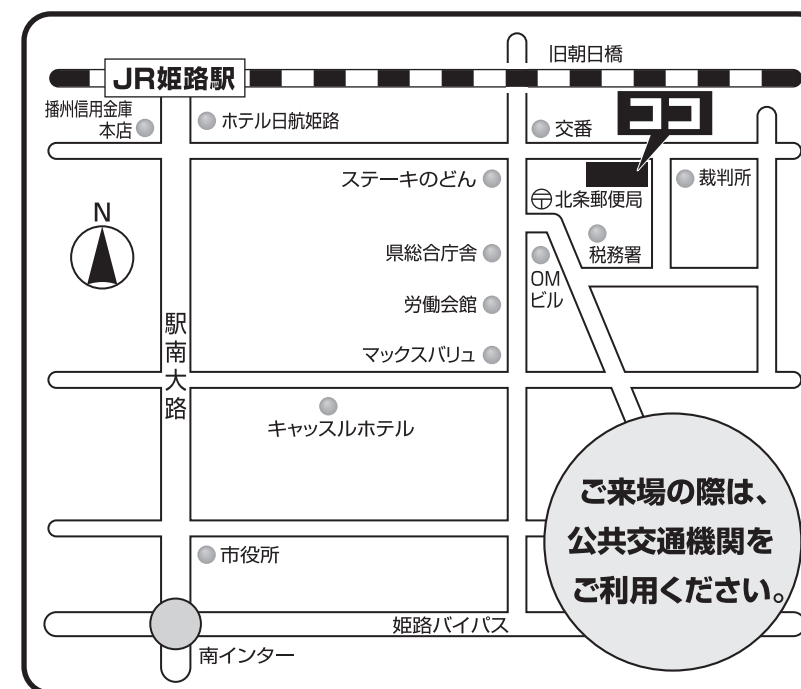 旧朝日橋
JR姫路駅
播州信用金庫
本店
ホテル日航姫路
交番
ココ
ステーキのどん
裁判所
〒北条郵便局
N
県総合庁舎
税務署
OM
ビル
労働会館
駅南大路
マックスバリュ
キャッスルホテル
ご来場の際は、
公共交通機関を
ご利用ください。
市役所
姫路バイパス
南インター